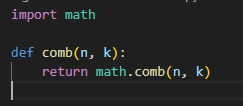 import math
def comb(n, k):
    return math.comb(n, k)